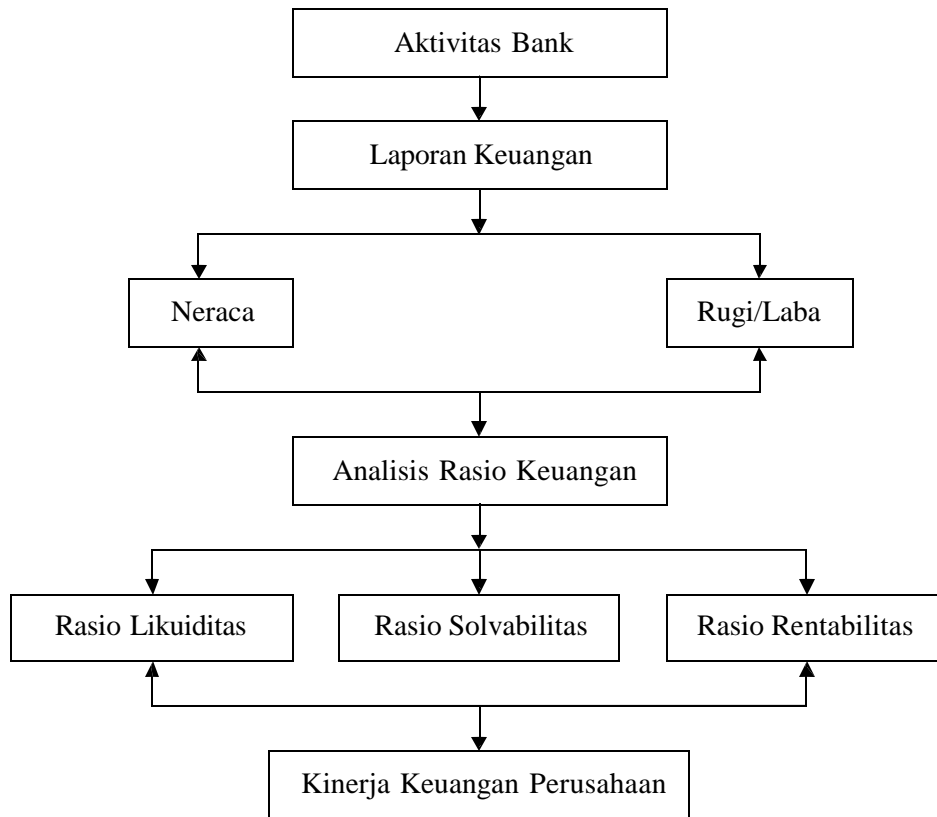 Aktivitas Bank
Laporan Keuangan
Neraca
Rugi/Laba
Analisis Rasio Keuangan
Rasio Likuiditas
Rasio Solvabilitas
Rasio Rentabilitas
Kinerja Keuangan Perusahaan